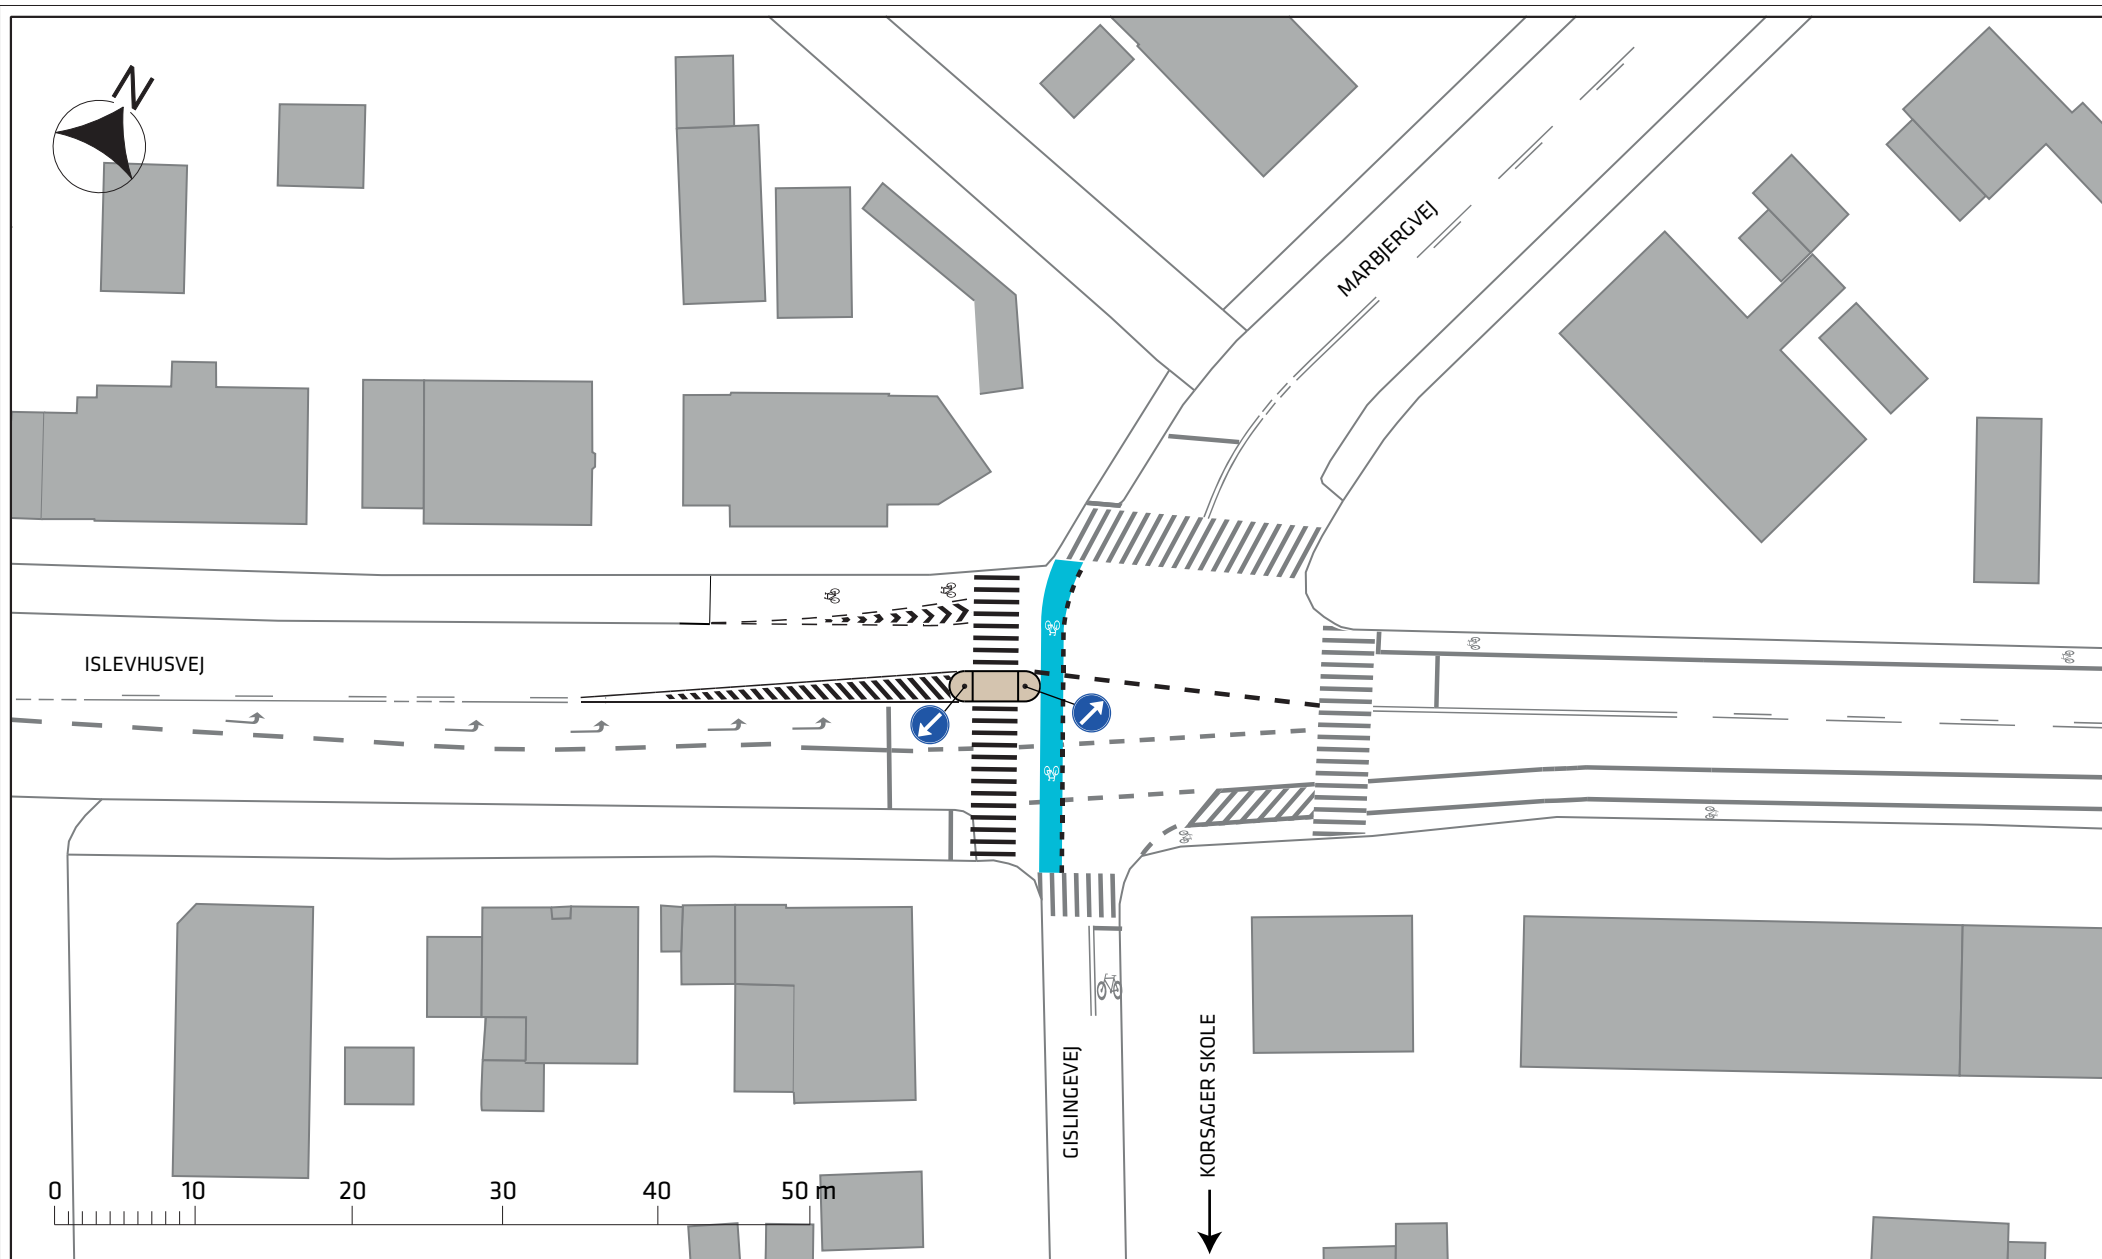 N
MARBJERGVEJ
ISLEVHUSVEJ
GISLINGEVEJ
KORSAGER SKOLE
0 10 20 30 40 50 m